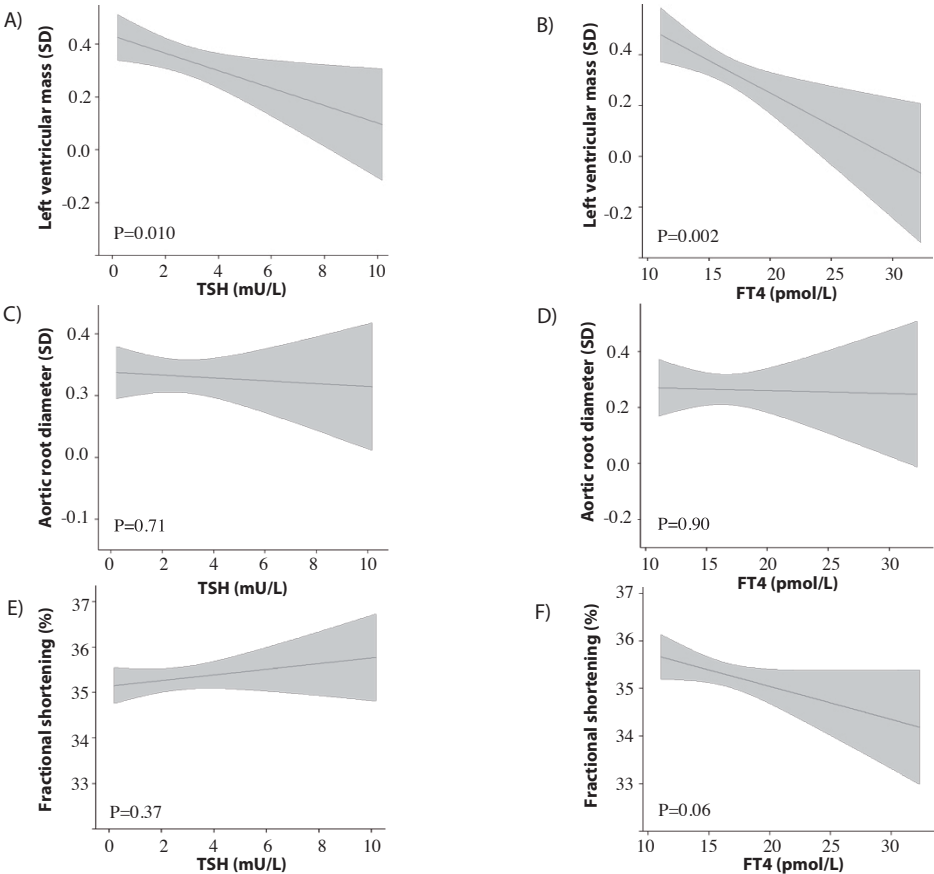 A)
Left ventricular mass (SD)
0.4
0.2
0.0
-0.2
P=0.010
0 2 4 6 8 10
TSH (mU/L)
B)
Left ventricular mass (SD)
0.4
0.2
0.0
-0.2
P=0.002
10 15 20 25 30
FT4 (pmol/L)
C)
Aortic root diameter (SD)
0.4
0.3
0.0
-0.1
P=0.71
0 2 4 6 8 10
TSH (mU/L)
D)
Aortic root diameter (SD)
0.4
0.2
0.0
-0.2
P=0.90
10 15 20 25 30
FT4 (pmol/L)
E)
Fractional shortening (%)
37
36
35
34
33
P=0.37
0 2 4 6 8 10
TSH (mU/L)
F)
Fractional shortening (%)
37
36
35
34
33
P=0.06
10 15 20 25 30
FT4 (pmol/L)